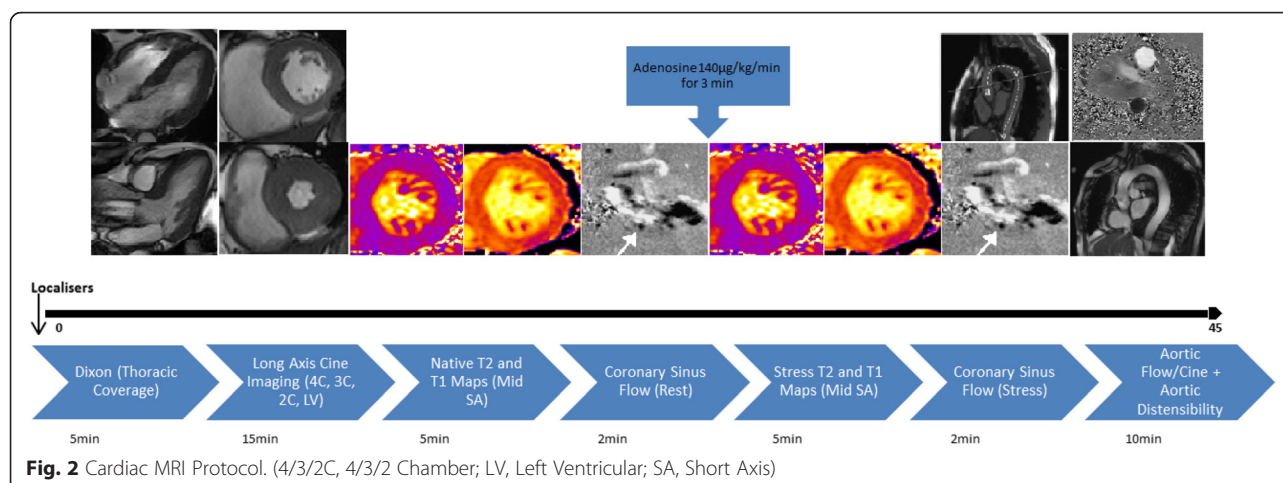 Adenosine 140µg/kg/min
for 3 min
Localisers
0
45
Dixon (Thoracic
Coverage)
Long Axis Cine
Imaging (4C, 3C,
2C, LV)
Native T2 and
T1 Maps (Mid
SA)
Coronary Sinus
Flow (Rest)
Stress T2 and T1
Maps (Mid SA)
Coronary Sinus
Flow (Stress)
Aortic
Flow/Cine +
Aortic
Distensibility
5min
15min
5min
2min
5min
2min
10min
Fig. 2 Cardiac MRI Protocol. (4/3/2C, 4/3/2 Chamber; LV, Left Ventricular; SA, Short Axis)